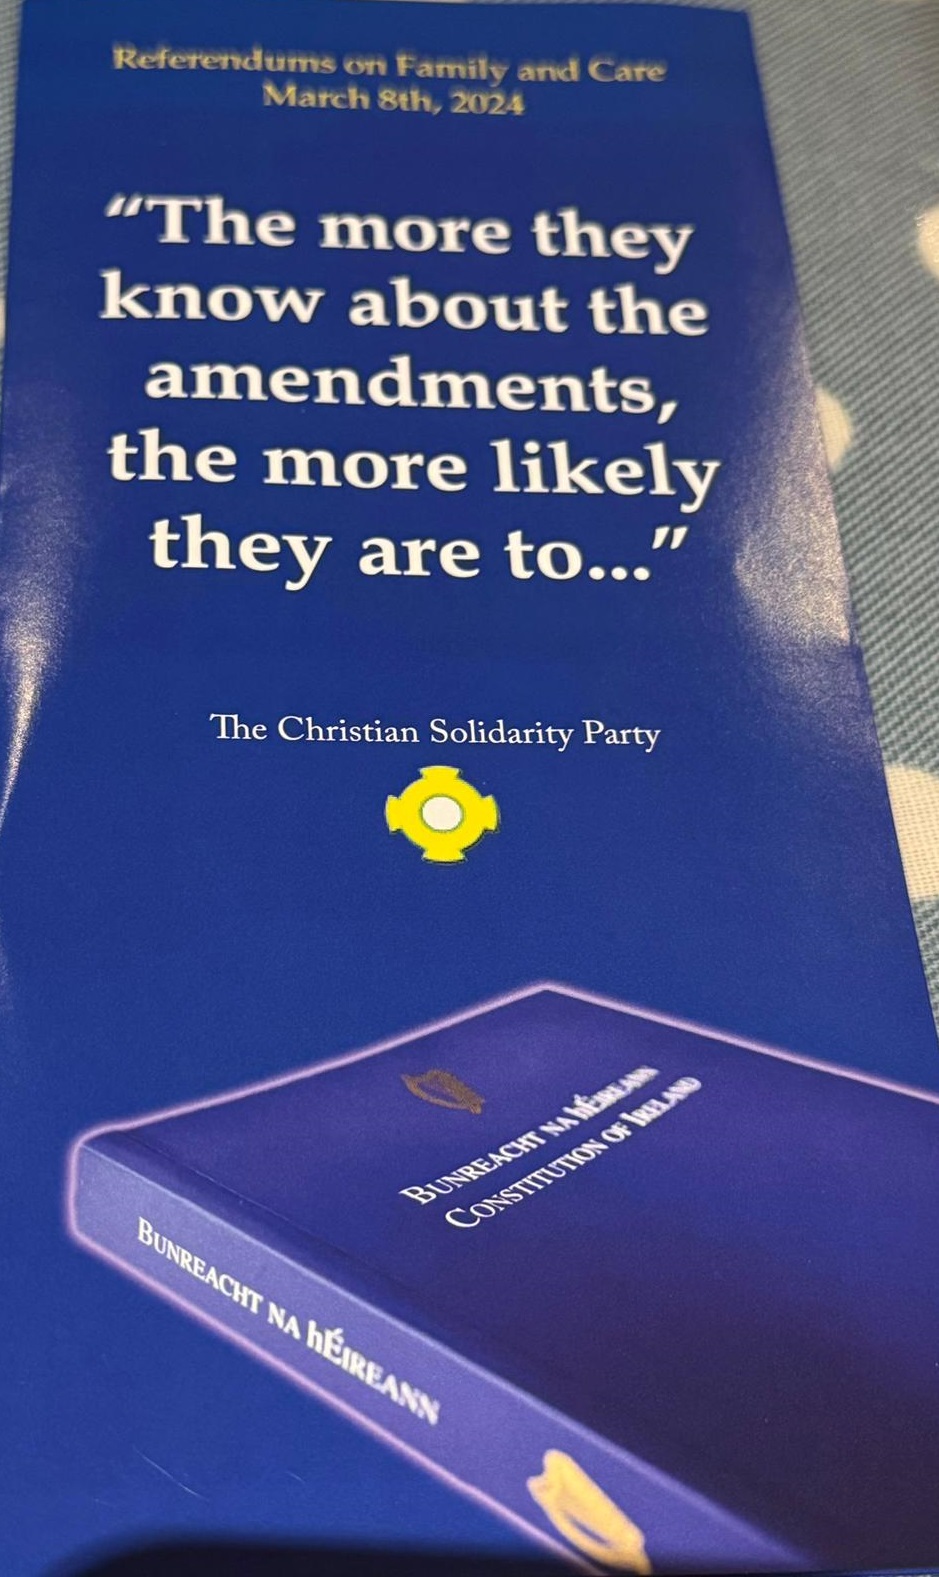 Referendums on Family and Care
March 8th, 2024
“The more they
know about the
amendments,
the more likely
they are to...”
The Christian Solidarity Party
BUNREACHT NA hÉIREANN
CONSTITUTION OF IRELAND
BUNREACHT NA hÉIREANN